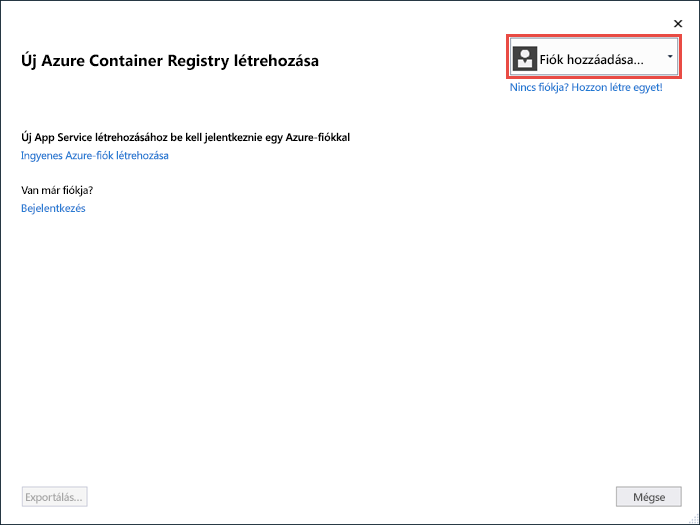 Új Azure Container Registry létrehozása
Fiók hozzáadása...
Nincs fiókja? Hozzon létre egyet!
Új App Service létrehozásához be kell jelentkeznie egy Azure-fiókkal
Ingyenes Azure-fiók létrehozása
Van már fiókja?
Bejelentkezés
Exportálás...
Mégse